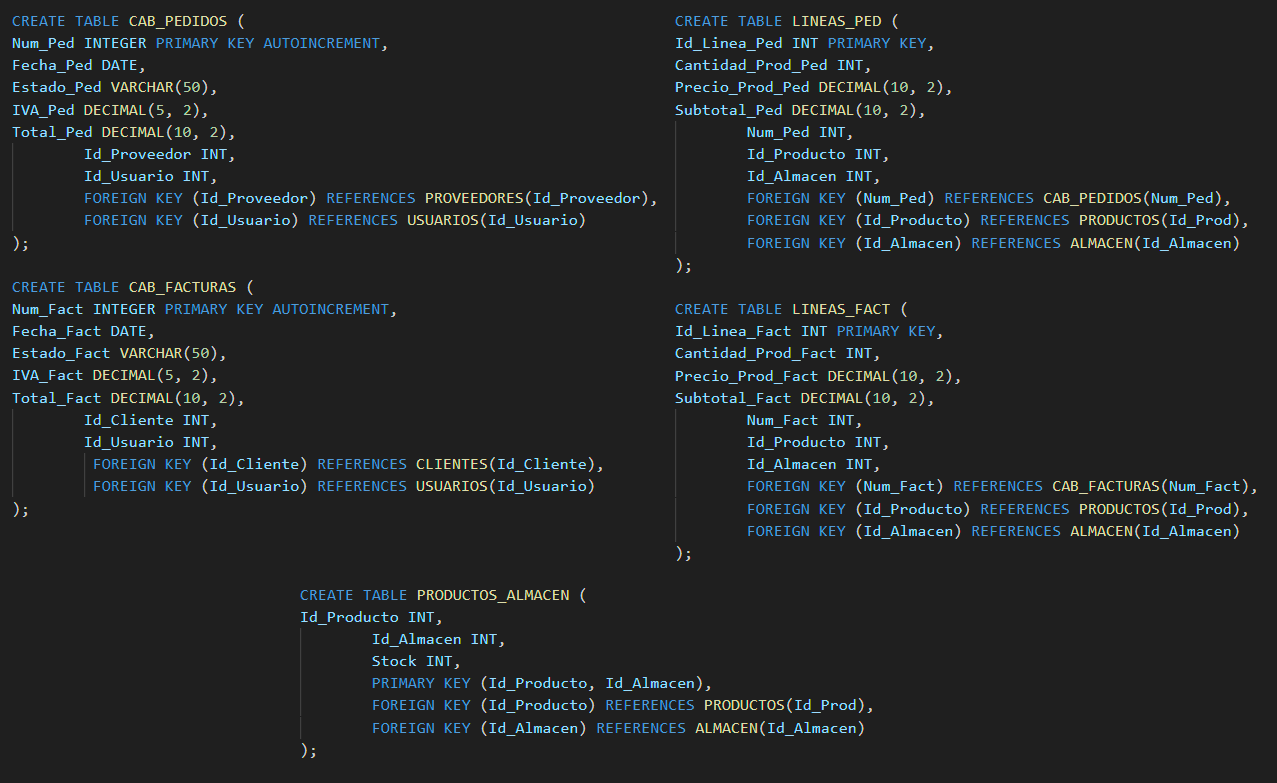 CREATE TABLE CAB_PEDIDOS (
Num_Ped INTEGER PRIMARY KEY AUTOINCREMENT,
Fecha_Ped DATE,
Estado_Ped VARCHAR(50),
IVA_Ped DECIMAL(5, 2),
Total_Ped DECIMAL(10, 2),
Id_Proveedor INT,
Id_Usuario INT,
FOREIGN KEY (Id_Proveedor) REFERENCES PROVEEDORES(Id_Proveedor),
FOREIGN KEY (Id_Usuario) REFERENCES USUARIOS(Id_Usuario)
);
CREATE TABLE CAB_FACTURAS (
Num_Fact INTEGER PRIMARY KEY AUTOINCREMENT,
Fecha_Fact DATE,
Estado_Fact VARCHAR(50),
IVA_Fact DECIMAL(5, 2),
Total_Fact DECIMAL(10, 2),
Id_Cliente INT,
Id_Usuario INT,
FOREIGN KEY (Id_Cliente) REFERENCES CLIENTES(Id_Cliente),
FOREIGN KEY (Id_Usuario) REFERENCES USUARIOS(Id_Usuario)
);
CREATE TABLE LINEAS_PED (
Id_Linea_Ped INT PRIMARY KEY,
Cantidad_Prod_Ped INT,
Precio_Prod_Ped DECIMAL(10, 2),
Subtotal_Ped DECIMAL(10, 2),
Num_Ped INT,
Id_Producto INT,
Id_Almacen INT,
FOREIGN KEY (Num_Ped) REFERENCES CAB_PEDIDOS(Num_Ped),
FOREIGN KEY (Id_Producto) REFERENCES PRODUCTOS(Id_Prod),
FOREIGN KEY (Id_Almacen) REFERENCES ALMACEN(Id_Almacen)
);
CREATE TABLE LINEAS_FACT (
Id_Linea_Fact INT PRIMARY KEY,
Cantidad_Prod_Fact INT,
Precio_Prod_Fact DECIMAL(10, 2),
Subtotal_Fact DECIMAL(10, 2),
Num_Fact INT,
Id_Producto INT,
Id_Almacen INT,
FOREIGN KEY (Num_Fact) REFERENCES CAB_FACTURAS(Num_Fact),
FOREIGN KEY (Id_Producto) REFERENCES PRODUCTOS(Id_Prod),
FOREIGN KEY (Id_Almacen) REFERENCES ALMACEN(Id_Almacen)
);
CREATE TABLE PRODUCTOS_ALMACEN (
Id_Producto INT,
Id_Almacen INT,
Stock INT,
PRIMARY KEY (Id_Producto, Id_Almacen),
FOREIGN KEY (Id_Producto) REFERENCES PRODUCTOS(Id_Prod),
FOREIGN KEY (Id_Almacen) REFERENCES ALMACEN(Id_Almacen)
);